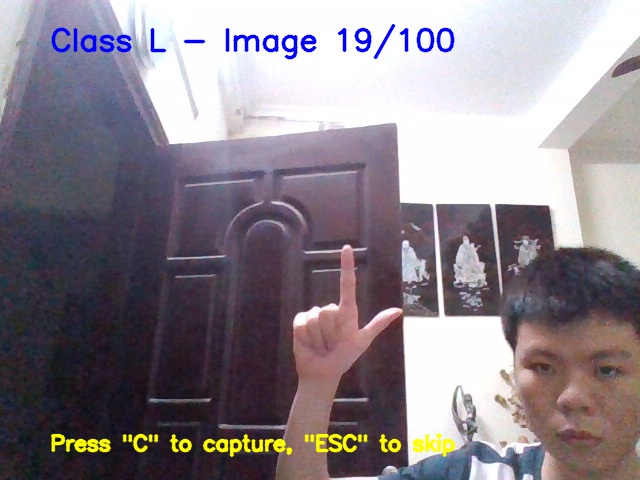 Class L - Image 19/100
Press "C" to capture, "ESC" to skip